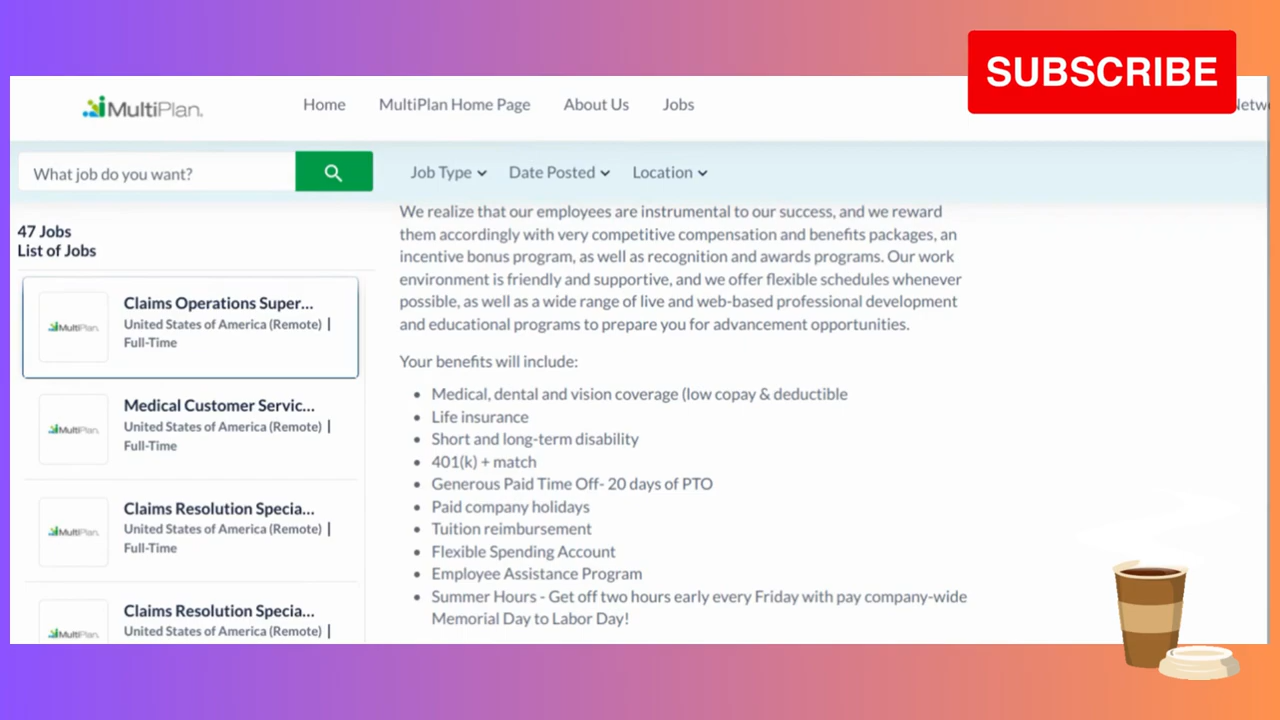 SUBSCRIBE
MultiPlan.
Home
MultiPlan Home Page
About Us
Jobs
Netw
What job do you want?
Job Type
Date Posted
Location
47 Jobs
List of Jobs
MultiPlan.
Claims Operations Super...
United States of America (Remote) |
Full-Time
MultiPlan.
Medical Customer Servic...
United States of America (Remote) |
Full-Time
MultiPlan.
Claims Resolution Specia...
United States of America (Remote) |
Full-Time
MultiPlan.
Claims Resolution Specia...
United States of America (Remote) |
We realize that our employees are instrumental to our success, and we reward
them accordingly with very competitive compensation and benefits packages, an
incentive bonus program, as well as recognition and awards programs. Our work
environment is friendly and supportive, and we offer flexible schedules whenever
possible, as well as a wide range of live and web-based professional development
and educational programs to prepare you for advancement opportunities.
Your benefits will include:
• Medical, dental and vision coverage (low copay & deductible
• Life insurance
• Short and long-term disability
• 401(k) + match
• Generous Paid Time Off- 20 days of PTO
• Paid company holidays
• Tuition reimbursement
• Flexible Spending Account
• Employee Assistance Program
• Summer Hours - Get off two hours early every Friday with pay company-wide
Memorial Day to Labor Day!